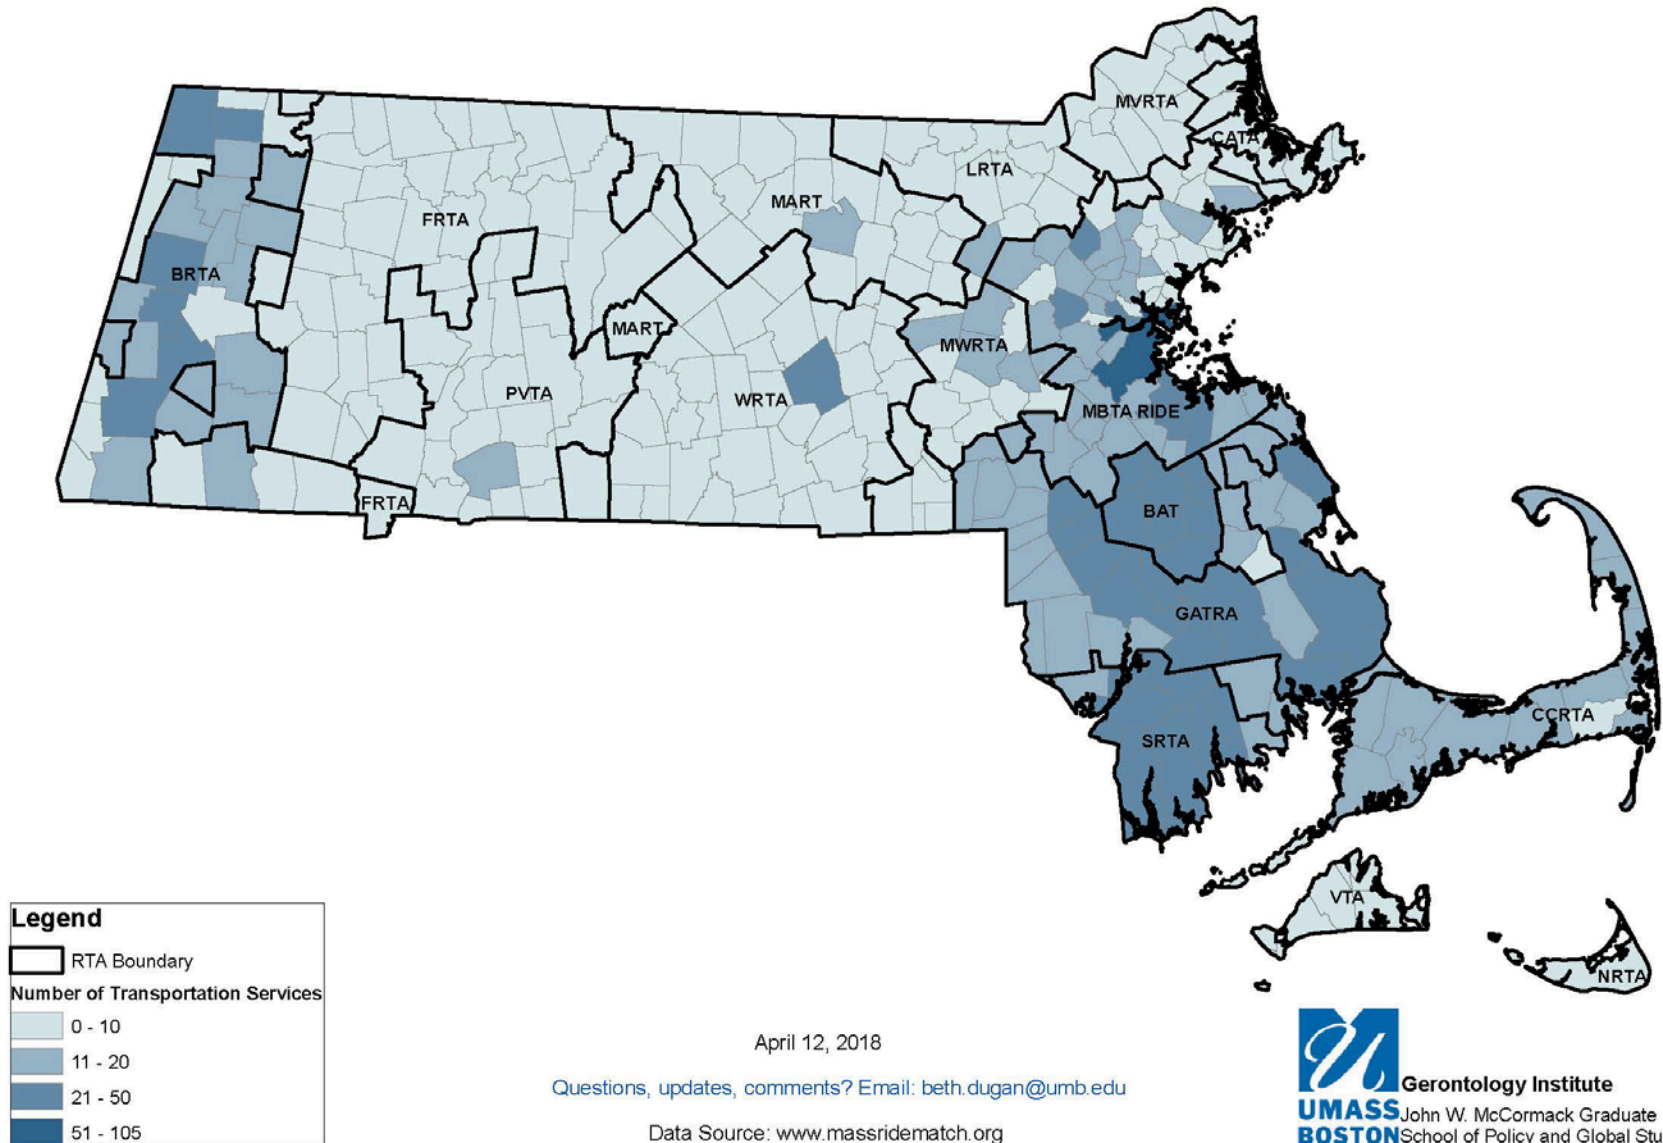 MVRTA
CATA
LRTA
MART
FRTA
BRTA
MART
MWRTA
PVTA
WRTA
MBTA RIDE
FRTA
BAT
GATRA
CCRTA
SRTA
VTA
NRTA
Legend
RTA Boundary
Number of Transportation Services
0 - 10
11 - 20
21 - 50
51 - 105
April 12, 2018
Questions, updates, comments? Email: beth.dugan@umb.edu
Data Source: www.massridematch.org
UMASS
BOSTON
Gerontology Institute
John W. McCormack Graduate
School of Policy and Global Stu